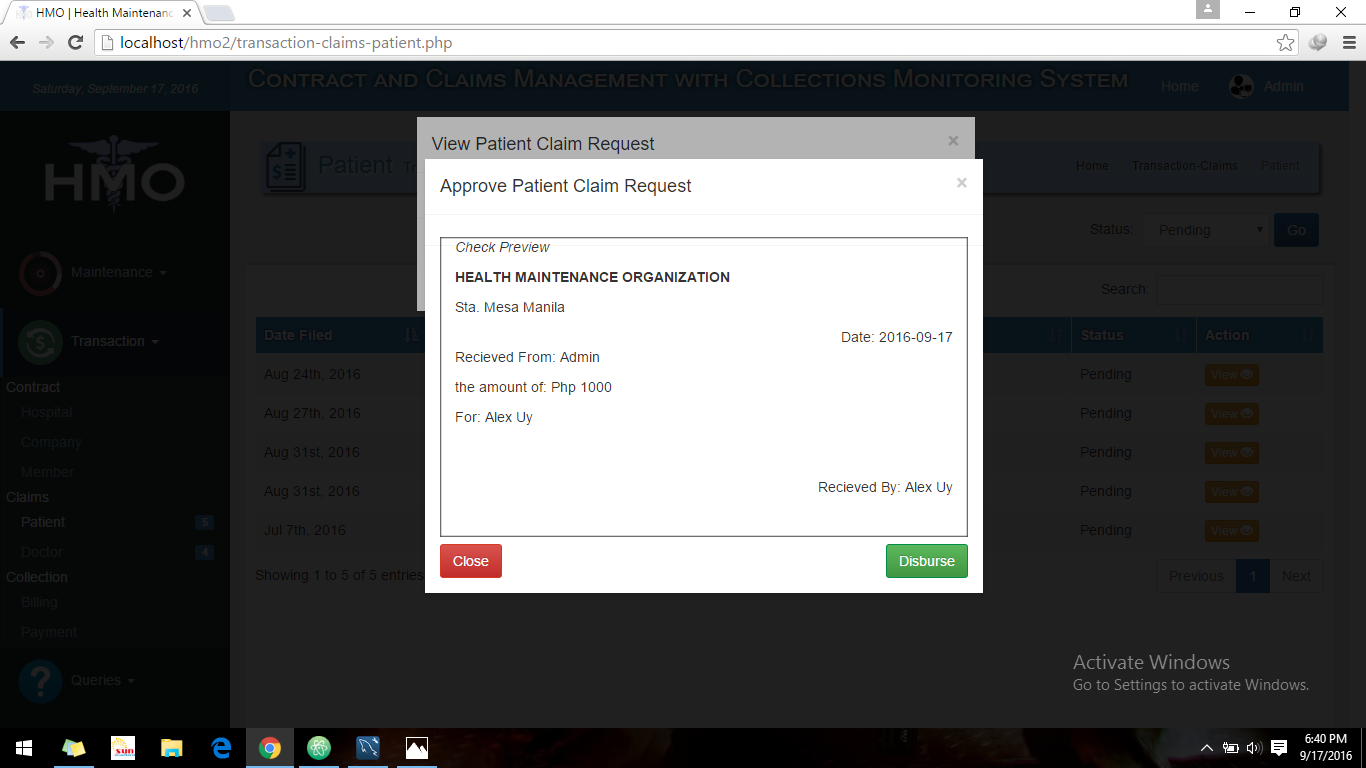 HMO | Health Maintenanc
localhost/hmo2/transaction-claims-patient.php
Saturday, September 17, 2016
Contract and Claims Management with Collections Monitoring System
Home
Admin
HMO
Maintenance
Transaction
Contract
Hospital
Company
Member
Claims
Patient 5
Doctor 4
Collection
Billing
Payment
Queries
Patient
Home
Transaction-Claims
Patient
View Patient Claim Request ×
Approve Patient Claim Request ×
Check Preview
HEALTH MAINTENANCE ORGANIZATION
Sta. Mesa Manila
Date: 2016-09-17
Recieved From: Admin
the amount of: Php 1000
For: Alex Uy
Recieved By: Alex Uy
Close
Disburse
Status: Pending Go
Search:
Date Filed Status Action
Aug 24th, 2016 Pending View
Aug 27th, 2016 Pending View
Aug 31st, 2016 Pending View
Aug 31st, 2016 Pending View
Jul 7th, 2016 Pending View
Showing 1 to 5 of 5 entries
Previous 1 Next
Activate Windows
Go to Settings to activate Windows.
sun
6:40 PM
9/17/2016